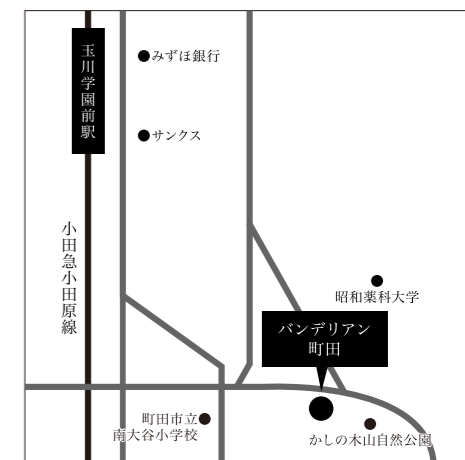 玉川学園前駅
みずほ銀行
サンクス
小田急小田原線
昭和薬科大学
バンデリアン
町田
町田市立
南大谷小学校
かしの木山自然公園